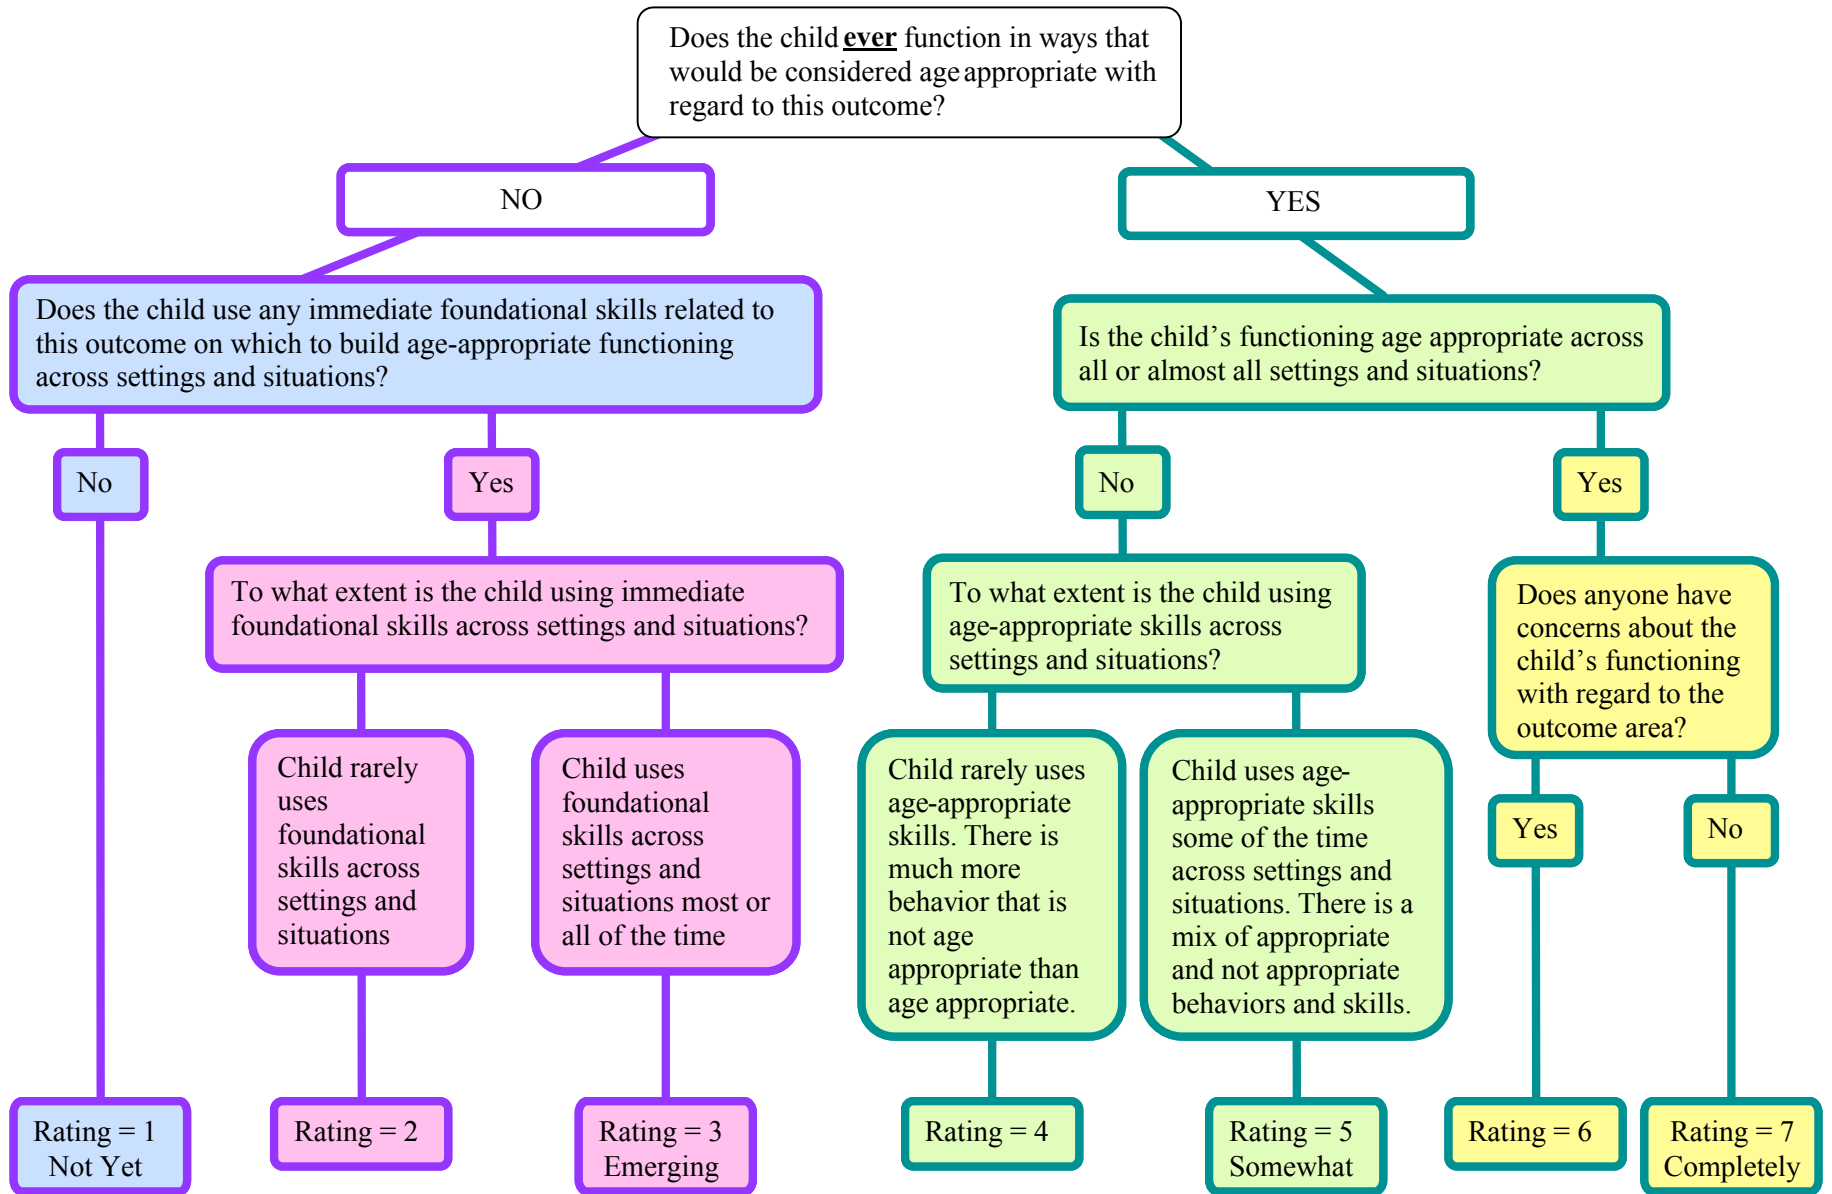 Does the child ever function in ways that
would be considered age appropriate with
regard to this outcome?
NO
YES
Does the child use any immediate foundational skills related to
this outcome on which to build age-appropriate functioning
across settings and situations?
Is the child’s functioning age appropriate across
all or almost all settings and situations?
No
Yes
No
Yes
To what extent is the child using immediate
foundational skills across settings and situations?
To what extent is the child using
age-appropriate skills across
settings and situations?
Does anyone have
concerns about the
child’s functioning
with regard to the
outcome area?
Child rarely
uses
foundational
skills across
settings and
situations
Child uses
foundational
skills across
settings and
situations most or
all of the time
Child rarely uses
age-appropriate
skills. There is
much more
behavior that is
not age
appropriate than
age appropriate.
Child uses age-
appropriate skills
some of the time
across settings and
situations. There is a
mix of appropriate
and not appropriate
behaviors and skills.
Yes
No
Rating = 1
Not Yet
Rating = 2
Rating = 3
Emerging
Rating = 4
Rating = 5
Somewhat
Rating = 6
Rating = 7
Completely